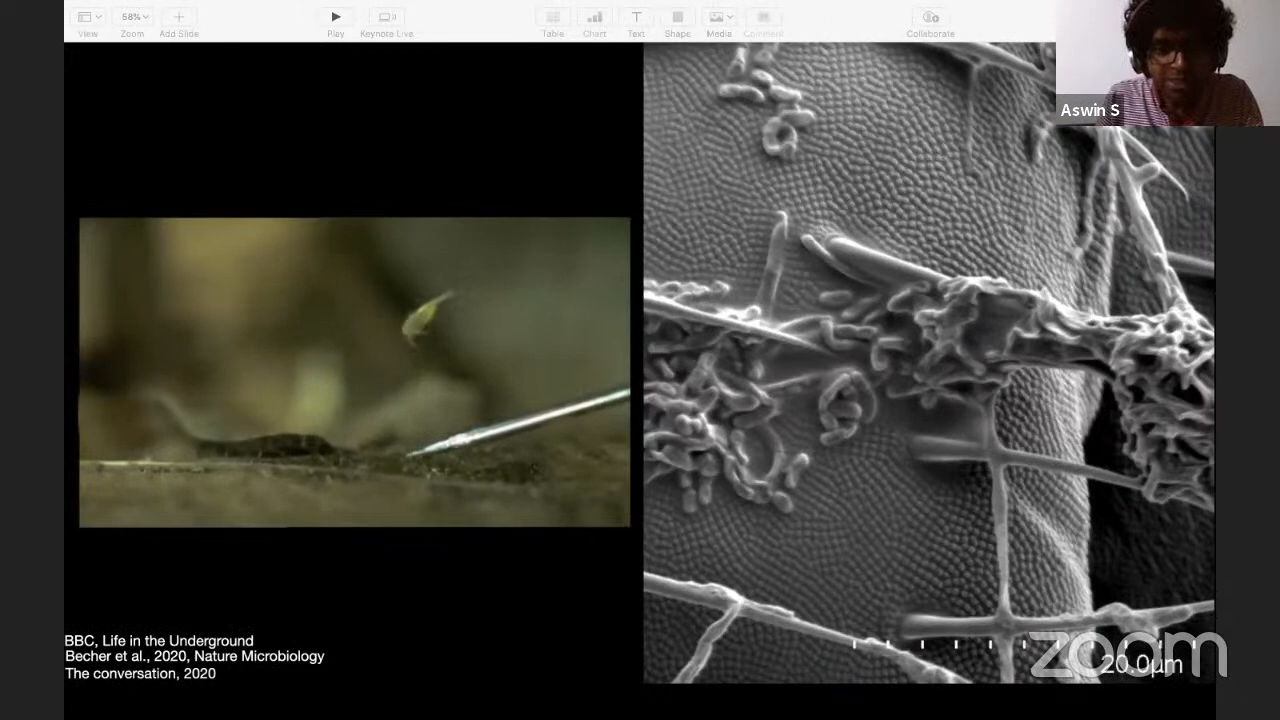 58%
View
Zoom
Add Slide
Play
Keynote Live
Table
Chart
Text
Shape
Media
Comment
Collaborate
Aswin S
BBC, Life in the Underground
Becher et al., 2020, Nature Microbiology
The conversation, 2020
20.0µm
zoom